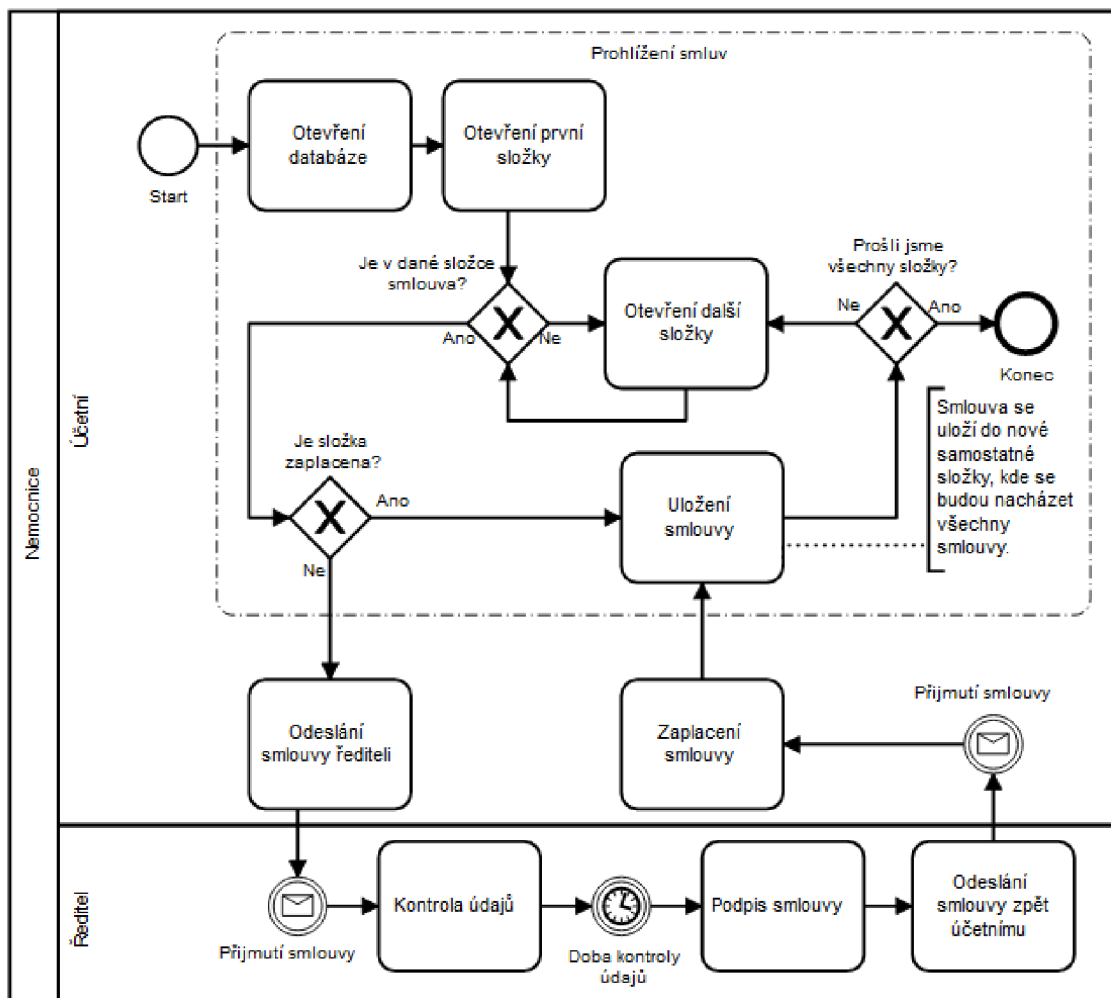 Nemocnice
Účetní
Ředitel
Prohlížení smluv
Start
Otevření
databáze
Otevření první
složky
Je v dané složce
smlouva?
Ano
Ne
Otevření další
složky
Prošli jsme
všechny složky?
Ne
Ano
Konec
Smlouva se
uloží do nové
samostatné
složky, kde se
budou nacházet
všechny
smlouvy.
Je složka
zaplacena?
Ano
Ne
Uložení
smlouvy
Odeslání
smlouvy řediteli
Zaplacení
smlouvy
Přijmutí smlouvy
Přijmutí smlouvy
Kontrola údajů
Doba kontroly
údajů
Podpis smlouvy
Odeslání
smlouvy zpět
účetnímu